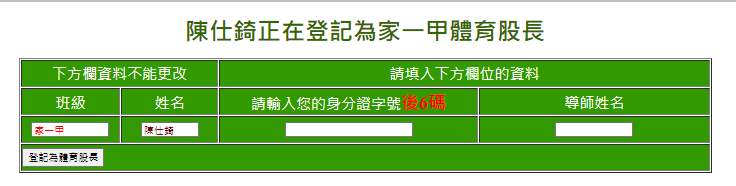 陳仕錡正在登記為家一甲體育股長
下方欄資料不能更改 請填入下方欄位的資料
班級 姓名 請輸入您的身分證字號後6碼 導師姓名
家一甲 陳仕錡
登記為體育股長